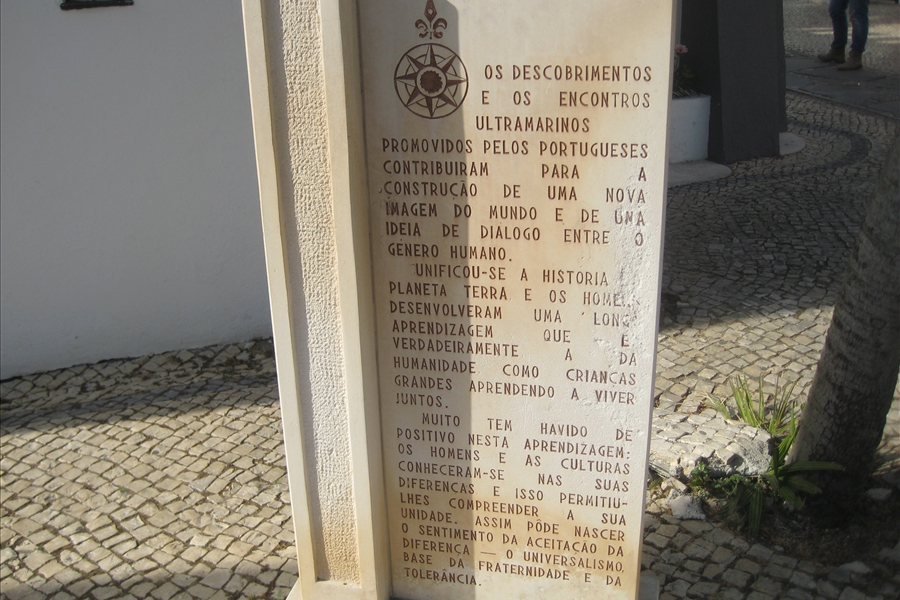 OS DESCOBRIMENTOS
E OS ENCONTROS
ULTRAMARINOS
PROMOVIDOS PELOS PORTUGUESES
CONTRIBUIRAM PARA A
CONSTRUÇÃO DE UMA NOVA
IMAGEM DO MUNDO E DE UMA
IDEIA DE DIALOGO ENTRE O
GENERO HUMANO.
UNIFICOU-SE A HISTORIA
PLANETA TERRA E OS
DESENVOLVERAM UMA
APRENDIZAGEM QUE É
VERDADEIRAMENTE A DA
HUMANIDADE COMO CRIANÇAS
GRANDES APRENDENDO A VIVER
JUNTOS.
MUITO TEM HAVIDO DE
POSITIVO NESTA APRENDIZAGEM:
OS HOMENS E AS CULTURAS
CONHECERAM-SE NAS SUAS
DIFERENÇAS E ISSO PERMITIU-
LHES COMPREENDER A SUA
UNIDADE. ASSIM PÔDE NASCER
O SENTIMENTO DA ACEITAÇÃO DA
DIFERENÇA — O UNIVERSALISMO,
BASE DA FRATERNIDADE E DA
TOLERÂNCIA.